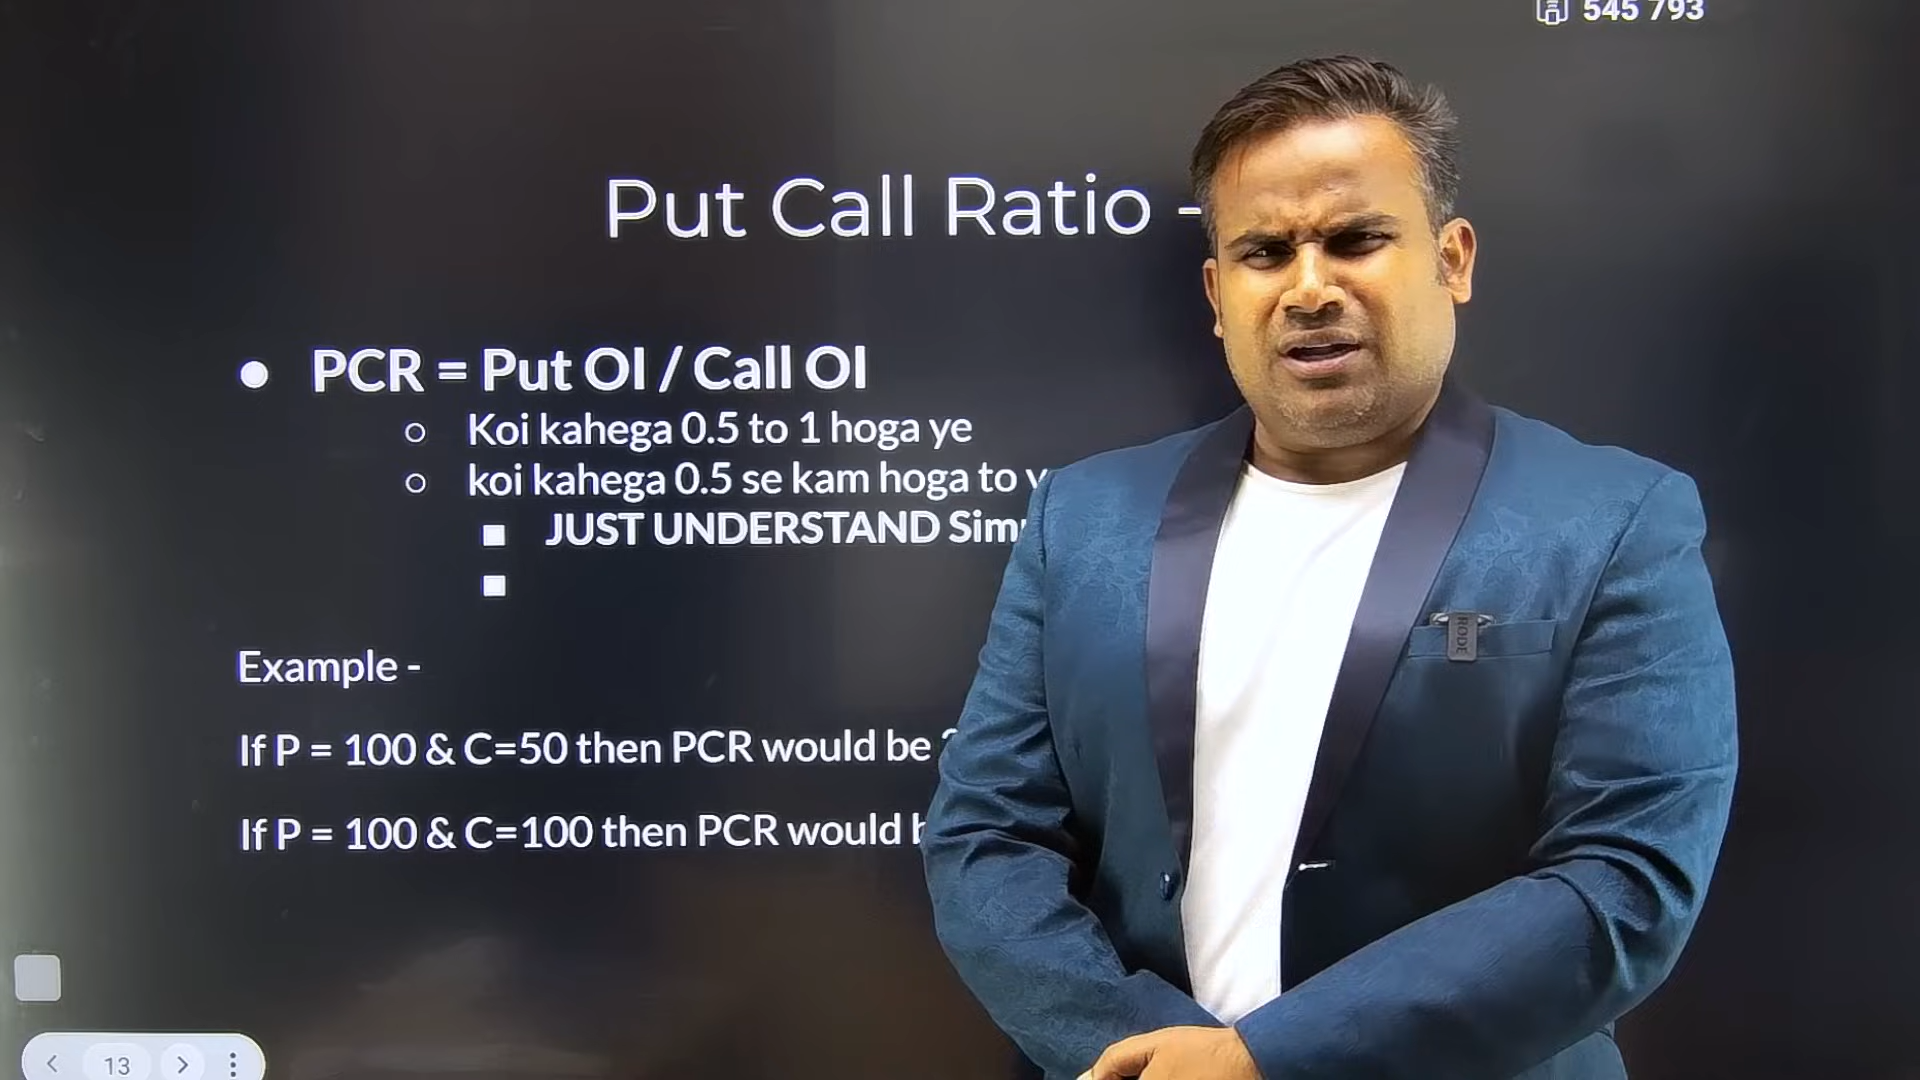 545 793
Put Call Ratio -
PCR = Put OI / Call OI
Koi kahega 0.5 to 1 hoga ye
koi kahega 0.5 se kam hoga to
JUST UNDERSTAND
Example -
If P = 100 & C=50 then PCR would be
If P = 100 & C=100 then PCR would
RODE
13